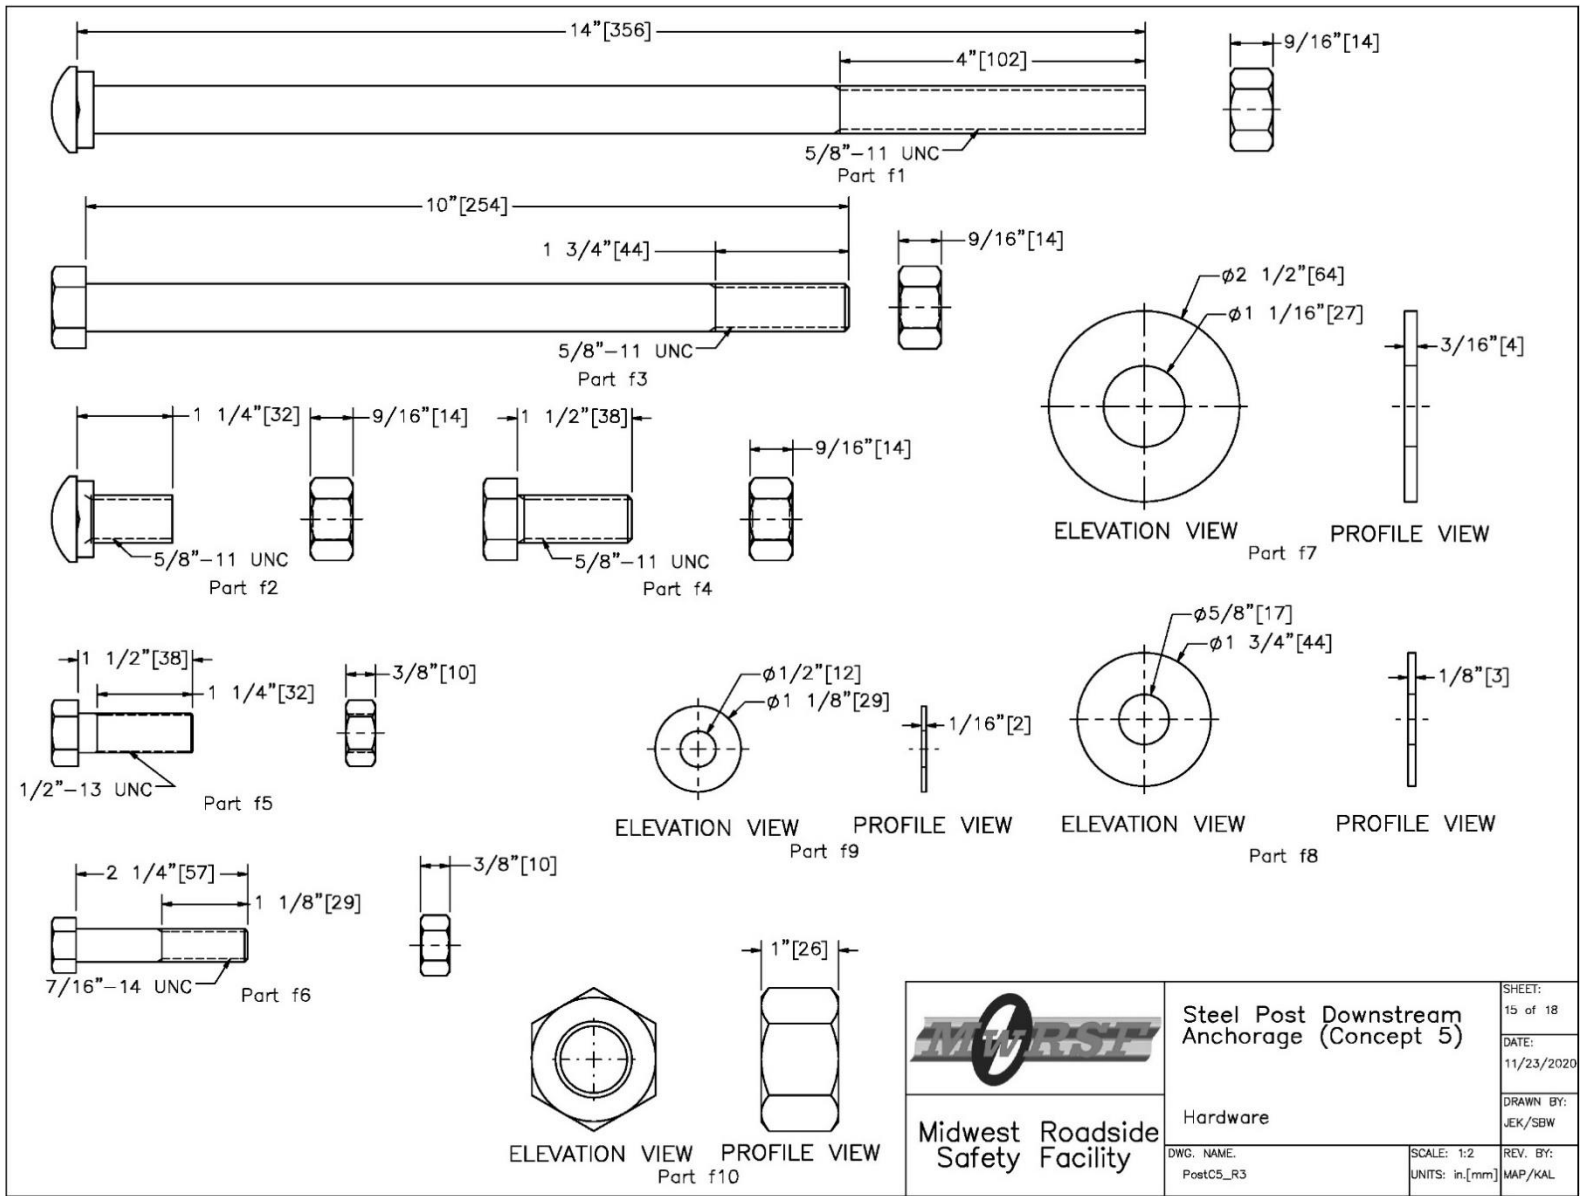 14"[356]
4"[102]
9/16"[14]
5/8"-11 UNC
Part f1
10"[254]
1 3/4"[44]
9/16"[14]
5/8"-11 UNC
Part f3
1 1/4"[32]
9/16"[14]
5/8"-11 UNC
Part f2
1 1/2"[38]
9/16"[14]
5/8"-11 UNC
Part f4
ø2 1/2"[64]
ø1 1/16"[27]
3/16"[4]
ELEVATION VIEW
PROFILE VIEW
Part f7
1 1/2"[38]
1 1/4"[32]
3/8"[10]
1/2"-13 UNC
Part f5
ø1/2"[12]
ø1 1/8"[29]
1/16"[2]
ELEVATION VIEW
PROFILE VIEW
Part f9
ø5/8"[17]
ø1 3/4"[44]
1/8"[3]
ELEVATION VIEW
PROFILE VIEW
Part f8
2 1/4"[57]
1 1/8"[29]
3/8"[10]
7/16"-14 UNC
Part f6
1"[26]
ELEVATION VIEW
PROFILE VIEW
Part f10
MwRSF
Midwest Roadside
Safety Facility
Steel Post Downstream
Anchorage (Concept 5)
Hardware
DWG. NAME.
PostC5_R3
SCALE: 1:2
UNITS: in.[mm]
SHEET:
15 of 18
DATE:
11/23/2020
DRAWN BY:
JEK/SBW
REV. BY:
MAP/KAL